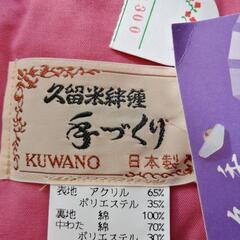 300
久留米絆纏
手づくり
KUWANO 日本製
表地 アクリル 65%
ポリエステル 35%
裏地 綿 100%
中わた 綿 70%
ポリエステル 30%